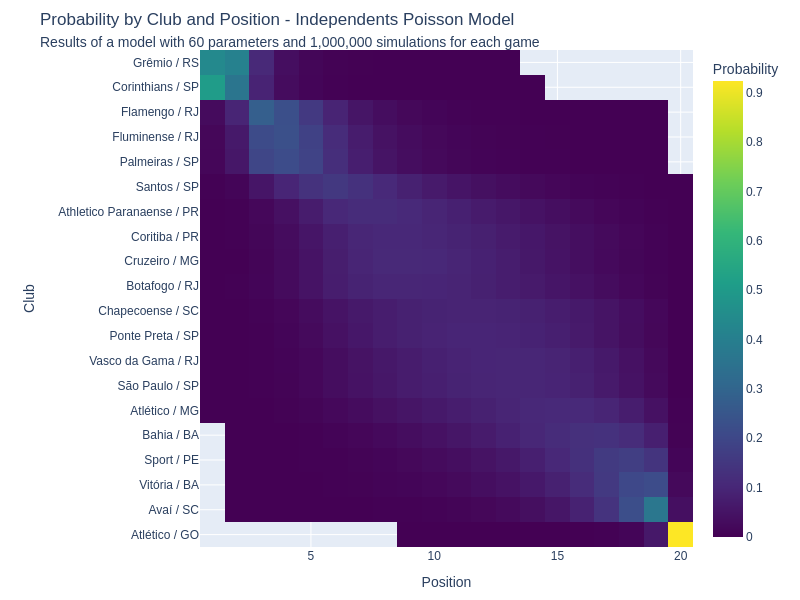 Probability by Club and Position - Independents Poisson Model
Results of a model with 60 parameters and 1,000,000 simulations for each game
Probability
Club
Grêmio / RS
Corinthians / SP
Flamengo / RJ
Fluminense / RJ
Palmeiras / SP
Santos / SP
Athletico Paranaense / PR
Coritiba / PR
Cruzeiro / MG
Botafogo / RJ
Chapecoense / SC
Ponte Preta / SP
Vasco da Gama / RJ
São Paulo / SP
Atlético / MG
Bahia / BA
Sport / PE
Vitória / BA
Avaí / SC
Atlético / GO
0.9
0.8
0.7
0.6
0.5
0.4
0.3
0.2
0.1
0
5
10
15
20
Position